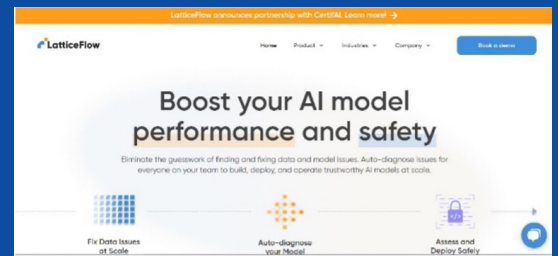 LatticeFlow announces partnership with CertifAI. Learn more! →
LatticeFlow
Home Product Industries Company Book a demo
Boost your AI model
performance and safety
Eliminate the guesswork of finding and fixing data and model issues. Auto-diagnose issues for
everyone on your team to build, deploy, and operate trustworthy AI models at scale.
Fix Data Issues
at Scale
Auto-diagnose
your Model
Assess and
Deploy Safely